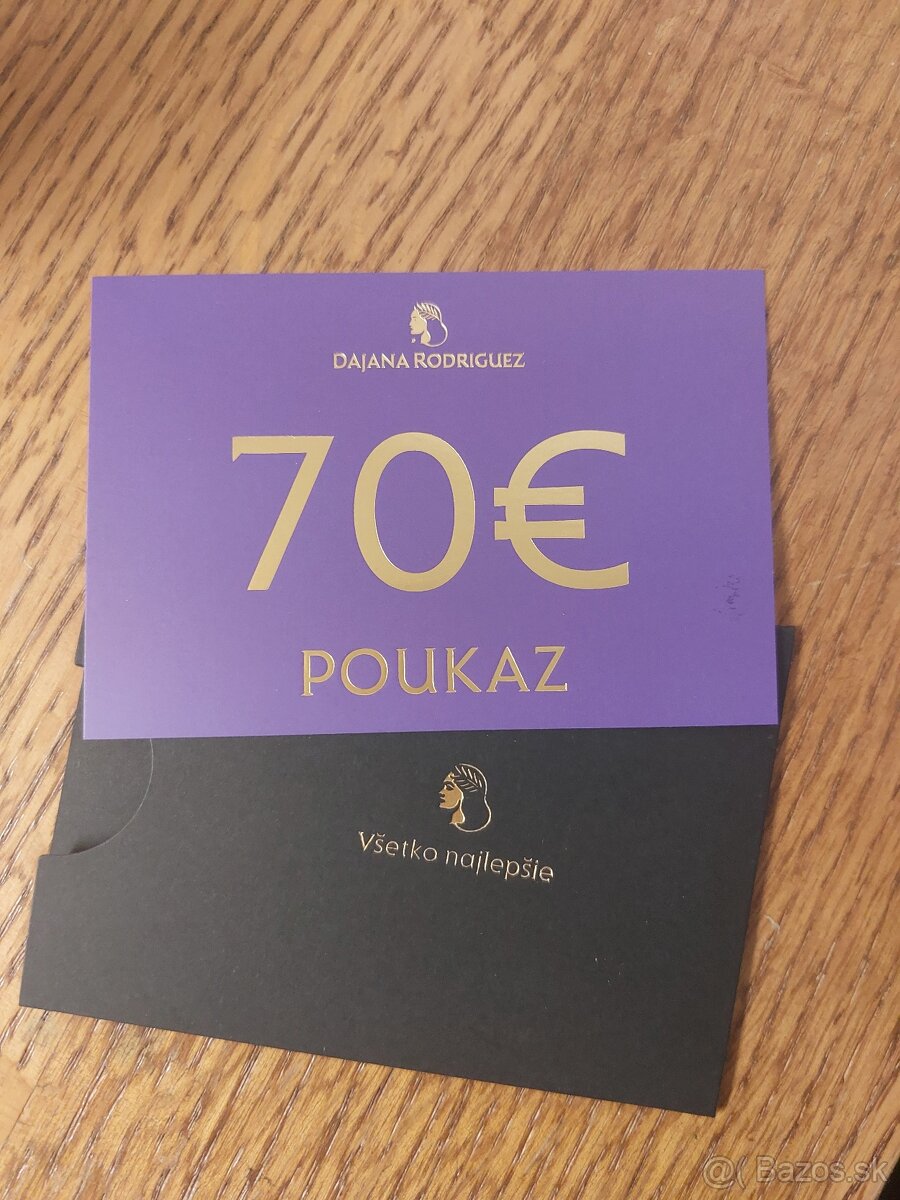 DAJANA RODRIGUEZ
70€
POUKAZ
Všetko najlepšie
@( Bazos.sk